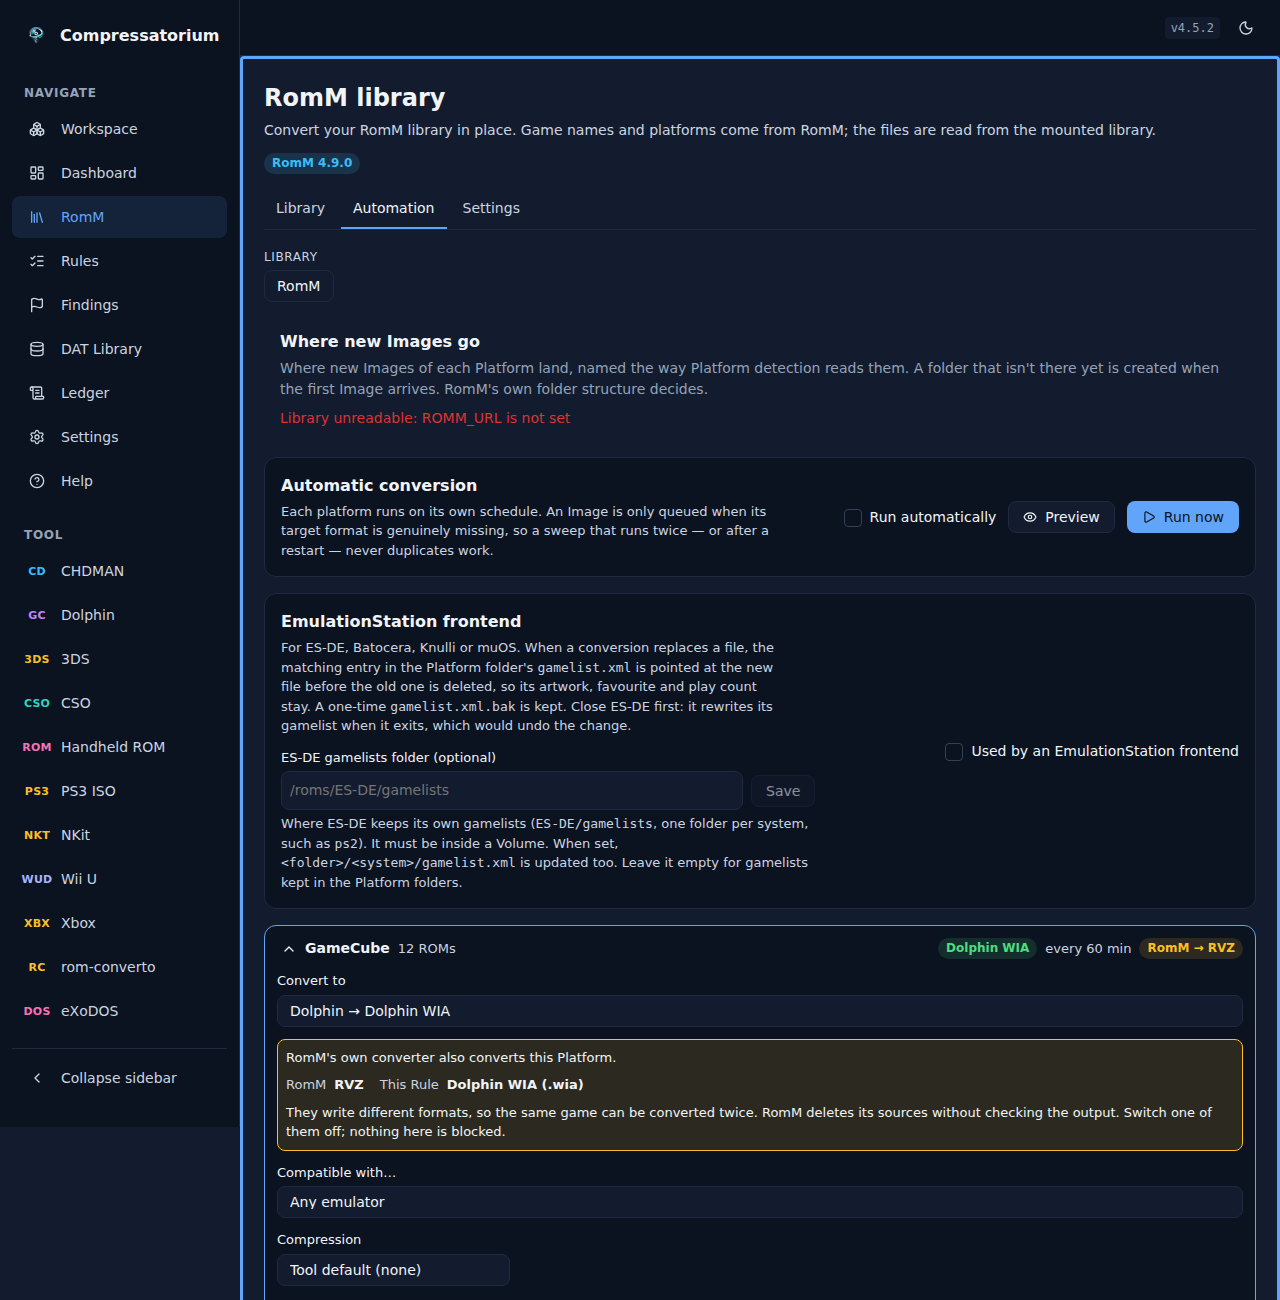 Compressatorium
v4.5.2
NAVIGATE
Workspace
Dashboard
RomM
Rules
Findings
DAT Library
Ledger
Settings
Help
TOOL
CD CHDMAN
GC Dolphin
3DS 3DS
CSO CSO
ROM Handheld ROM
PS3 PS3 ISO
NKT NKit
WUD Wii U
XBX Xbox
RC rom-converto
DOS eXoDOS
Collapse sidebar
RomM library
Convert your RomM library in place. Game names and platforms come from RomM; the files are read from the mounted library.
RomM 4.9.0
Library Automation Settings
LIBRARY
RomM
Where new Images go
Where new Images of each Platform land, named the way Platform detection reads them. A folder that isn't there yet is created when
the first Image arrives. RomM's own folder structure decides.
Library unreadable: ROMM_URL is not set
Automatic conversion
Each platform runs on its own schedule. An Image is only queued when its
target format is genuinely missing, so a sweep that runs twice — or after a
restart — never duplicates work.
Run automatically Preview Run now
EmulationStation frontend
For ES-DE, Batocera, Knulli or muOS. When a conversion replaces a file, the
matching entry in the Platform folder's gamelist.xml is pointed at the new
file before the old one is deleted, so its artwork, favourite and play count
stay. A one-time gamelist.xml.bak is kept. Close ES-DE first: it rewrites its
gamelist when it exits, which would undo the change.
ES-DE gamelists folder (optional)
/roms/ES-DE/gamelists Save
Where ES-DE keeps its own gamelists (ES-DE/gamelists, one folder per system,
such as ps2). It must be inside a Volume. When set,
<folder>/<system>/gamelist.xml is updated too. Leave it empty for gamelists
kept in the Platform folders.
Used by an EmulationStation frontend
GameCube 12 ROMs Dolphin WIA every 60 min RomM → RVZ
Convert to
Dolphin → Dolphin WIA
RomM's own converter also converts this Platform.
RomM RVZ This Rule Dolphin WIA (.wia)
They write different formats, so the same game can be converted twice. RomM deletes its sources without checking the output. Switch one of
them off; nothing here is blocked.
Compatible with…
Any emulator
Compression
Tool default (none)